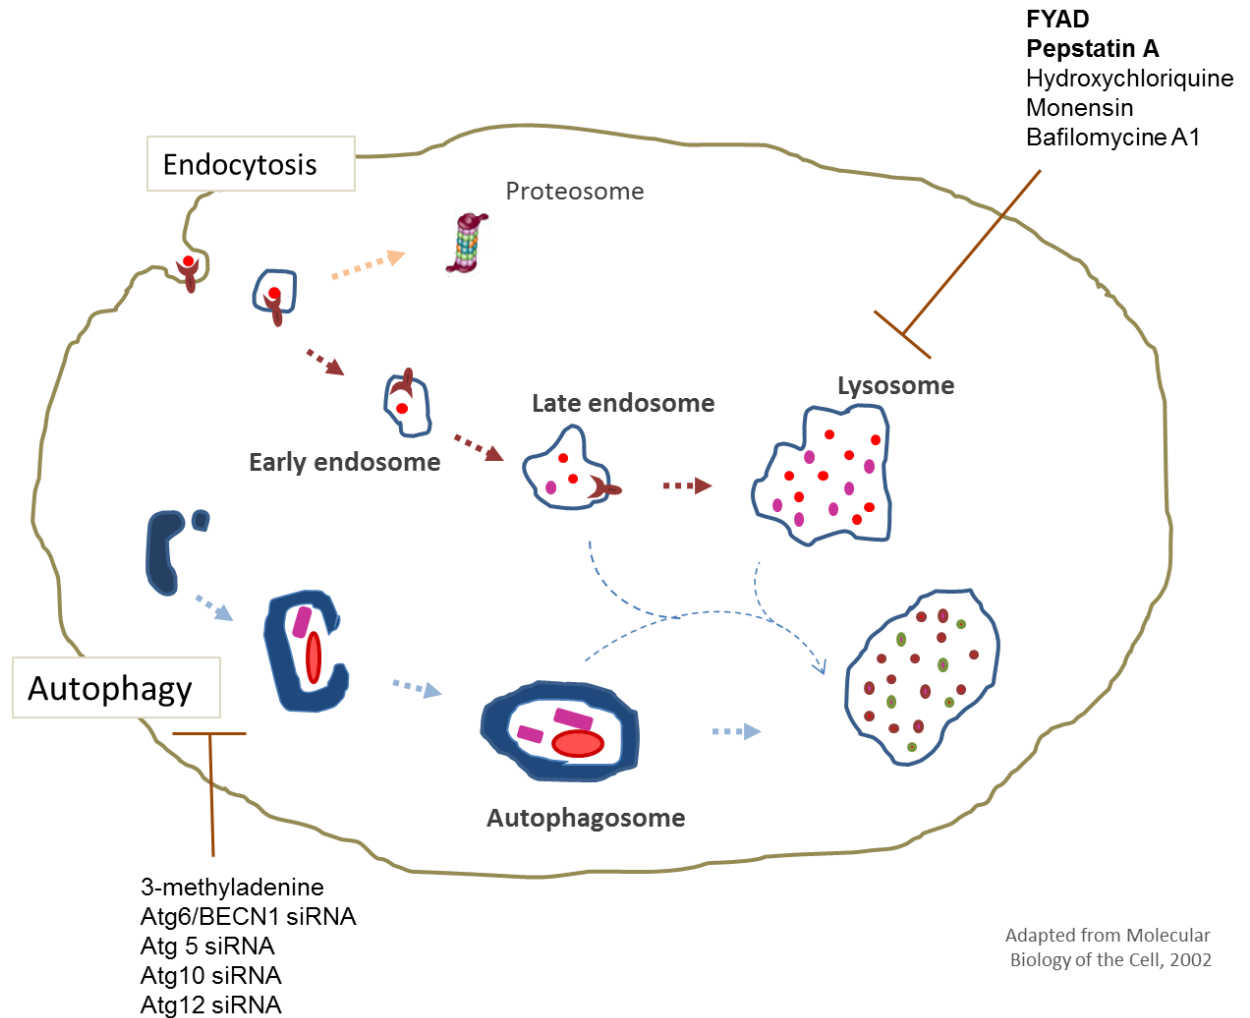 FYAD
Pepstatin A
Hydroxychloriquine
Monensin
Bafilomycine A1
Endocytosis
Proteosome
Lysosome
Late endosome
Early endosome
Autophagy
Autophagosome
3-methyladenine
Atg6/BECN1 siRNA
Atg 5 siRNA
Atg10 siRNA
Atg12 siRNA
Adapted from Molecular
Biology of the Cell, 2002